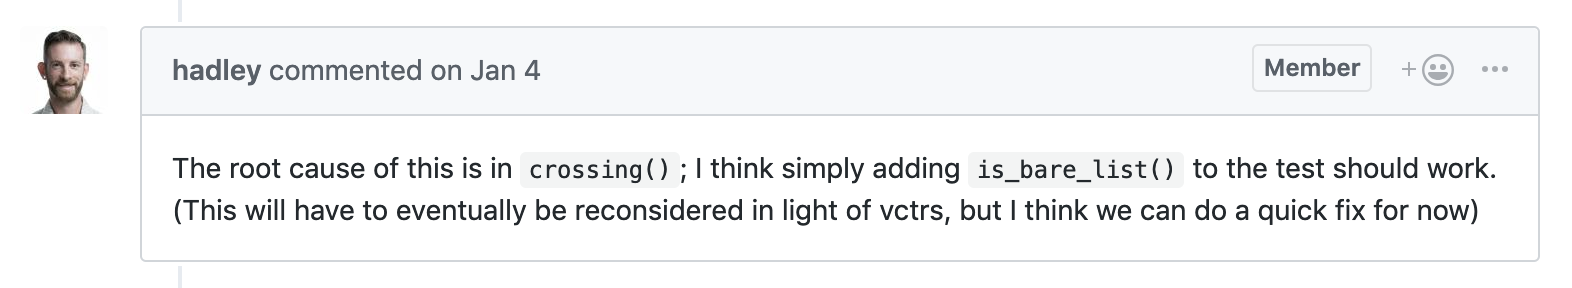 hadley commented on Jan 4
Member
The root cause of this is in crossing(); I think simply adding is_bare_list() to the test should work.
(This will have to eventually be reconsidered in light of vctrs, but I think we can do a quick fix for now)